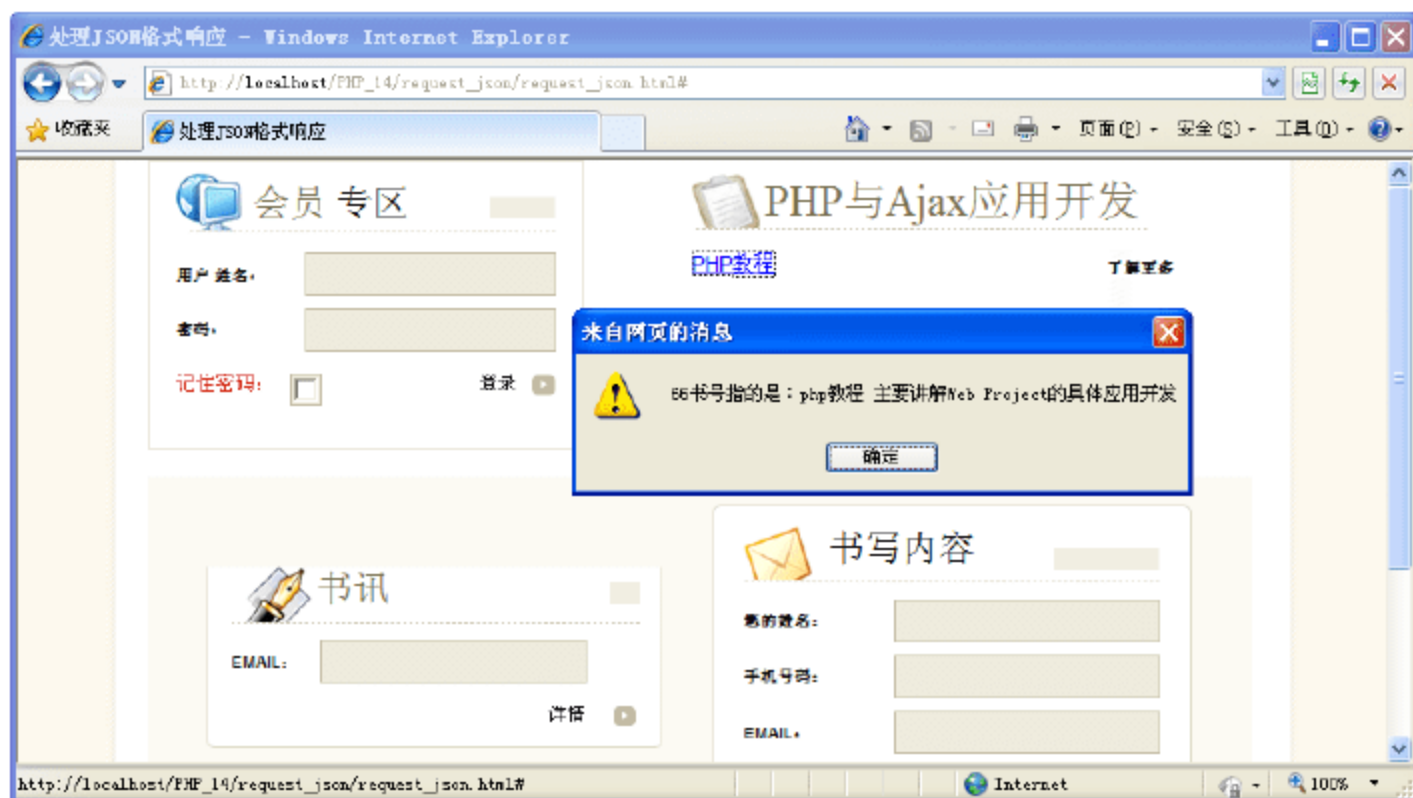 处理JSON格式响应 - Windows Internet Explorer
http://localhost/PHP_14/request_json/request_json.html#
收藏夹
处理JSON格式响应
页面(P)
安全(S)
工具(O)
会员 专区
PHP与Ajax应用开发
用户 姓名：
PHP教程
了解更多
密码：
记住密码：
登录
来自网页的消息
66书号指的是：php教程 主要讲解Web Project的具体应用开发
确定
书讯
EMAIL：
详情
书写内容
您的姓名：
手机号码：
EMAIL：
http://localhost/PHP_14/request_json/request_json.html#
Internet
100%